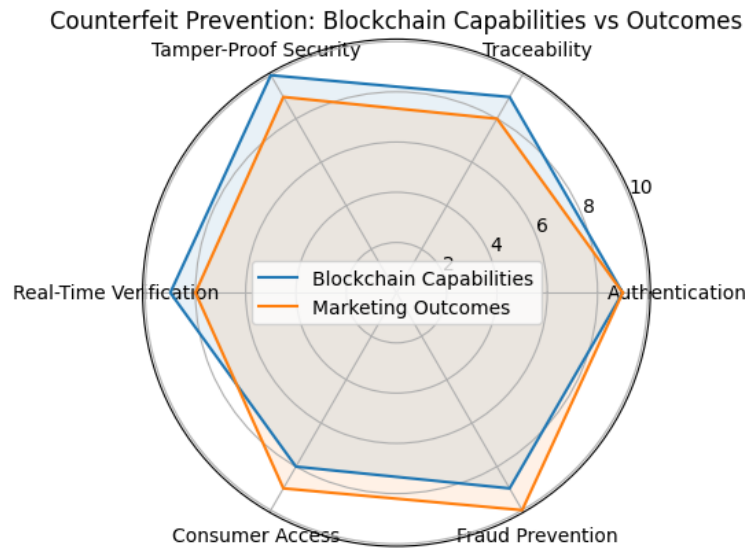 Counterfeit Prevention: Blockchain Capabilities vs Outcomes
Tamper-Proof Security
Traceability
10
8
6
4
2
Real-Time Verification
Blockchain Capabilities
Marketing Outcomes
Authentication
Consumer Access
Fraud Prevention